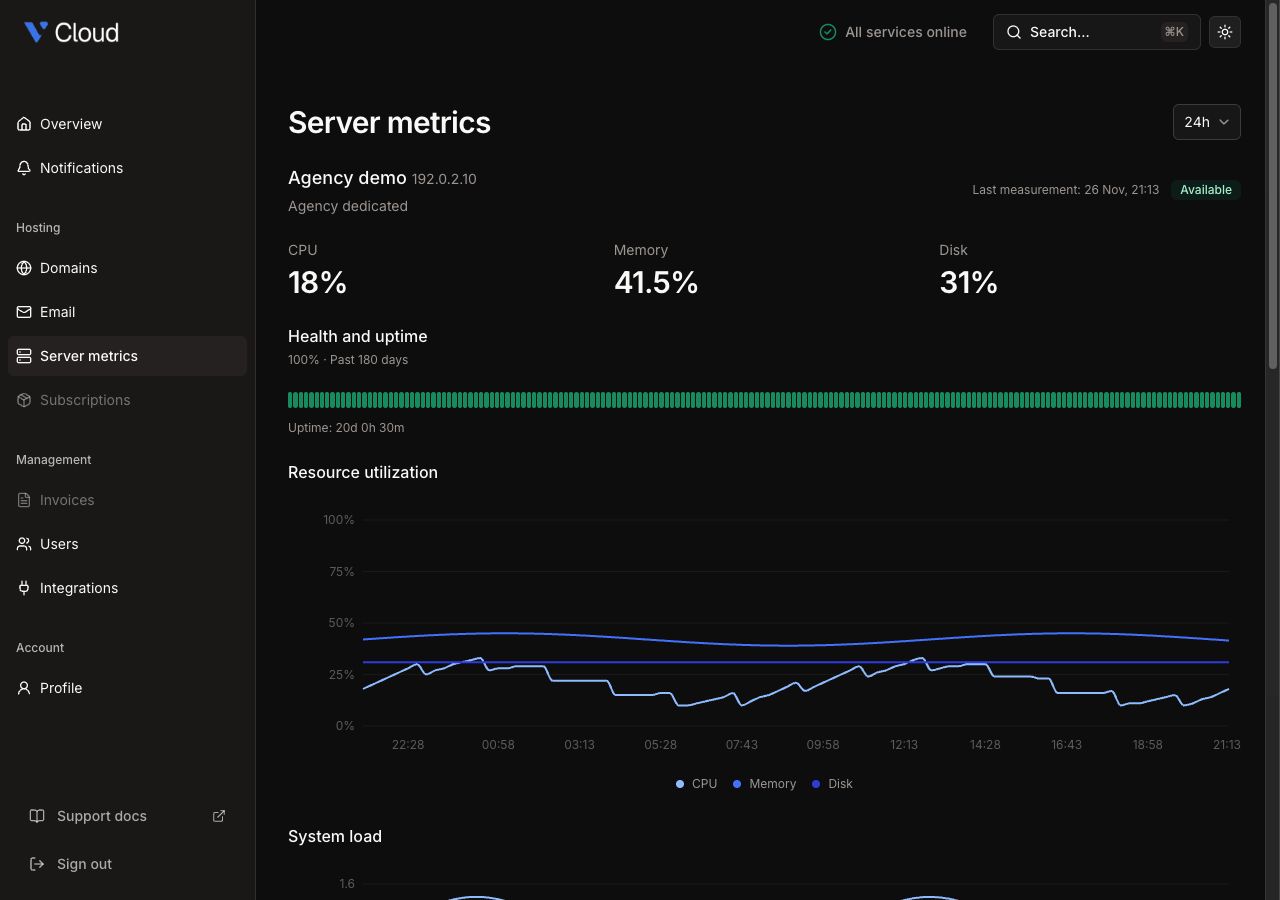 Cloud
All services online
Search...
⌘K
Overview
Notifications
Hosting
Domains
Email
Server metrics
Subscriptions
Management
Invoices
Users
Integrations
Account
Profile
Support docs
Sign out
Server metrics
24h
Agency demo 192.0.2.10
Agency dedicated
Last measurement: 26 Nov, 21:13
Available
CPU
18%
Memory
41.5%
Disk
31%
Health and uptime
100% · Past 180 days
Uptime: 20d 0h 30m
Resource utilization
100%
75%
50%
25%
0%
22:28 00:58 03:13 05:28 07:43 09:58 12:13 14:28 16:43 18:58 21:13
CPU Memory Disk
System load
1.6